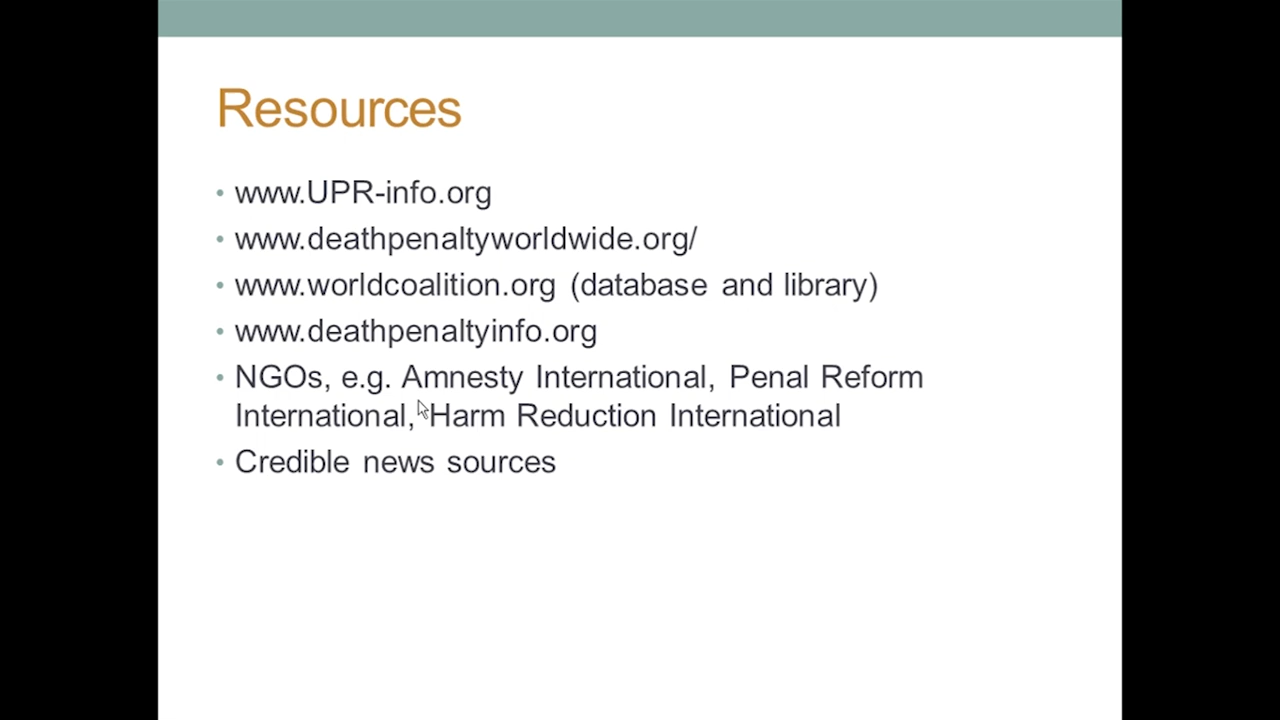 Resources
• www.UPR-info.org
• www.deathpenaltyworldwide.org/
• www.worldcoalition.org (database and library)
• www.deathpenaltyinfo.org
• NGOs, e.g. Amnesty International, Penal Reform
International, Harm Reduction International
• Credible news sources